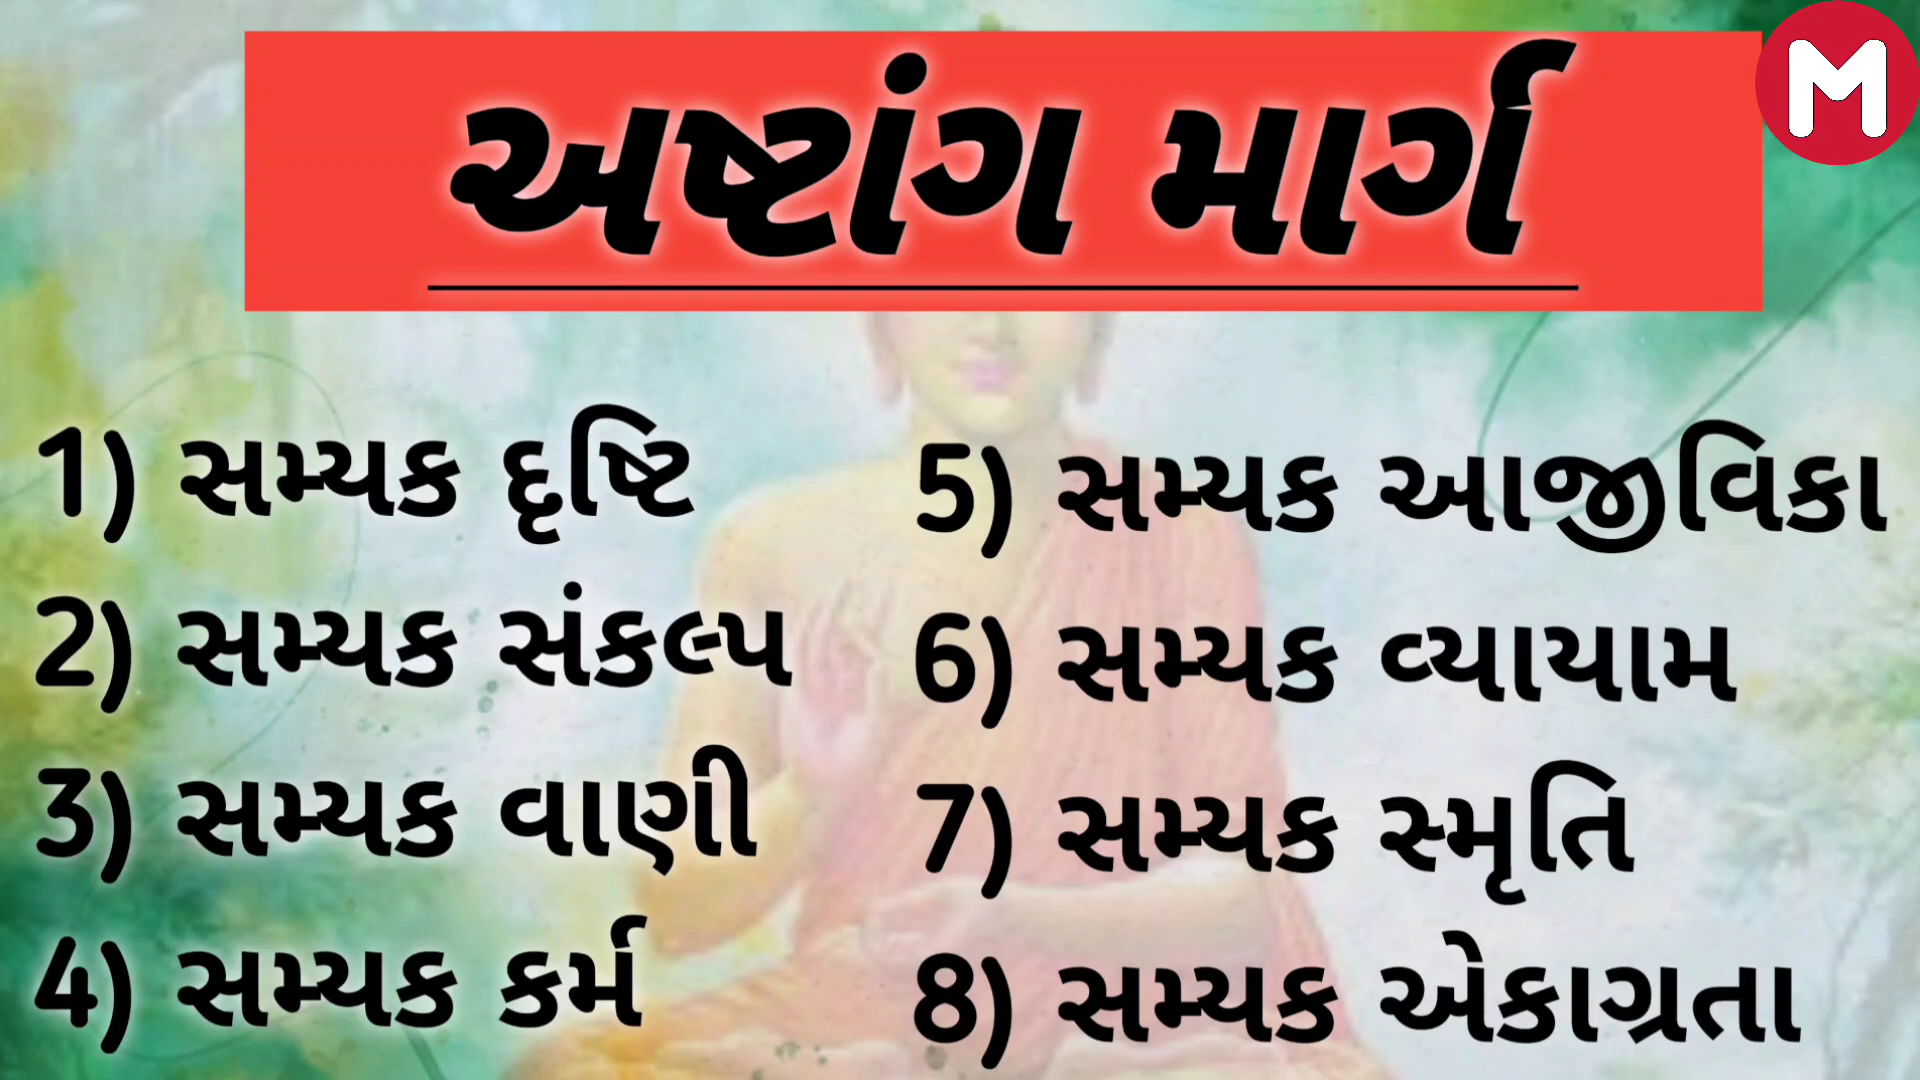 અષ્ટાંગ માર્ગ
M
1) સમ્યક દૃષ્ટિ
2) સમ્યક સંકલ્પ
3) સમ્યક વાણી
4) સમ્યક કર્મ
5) સમ્યક આજીવિકા
6) સમ્યક વ્યાયામ
7) સમ્યક સ્મૃતિ
8) સમ્યક એકાગ્રતા